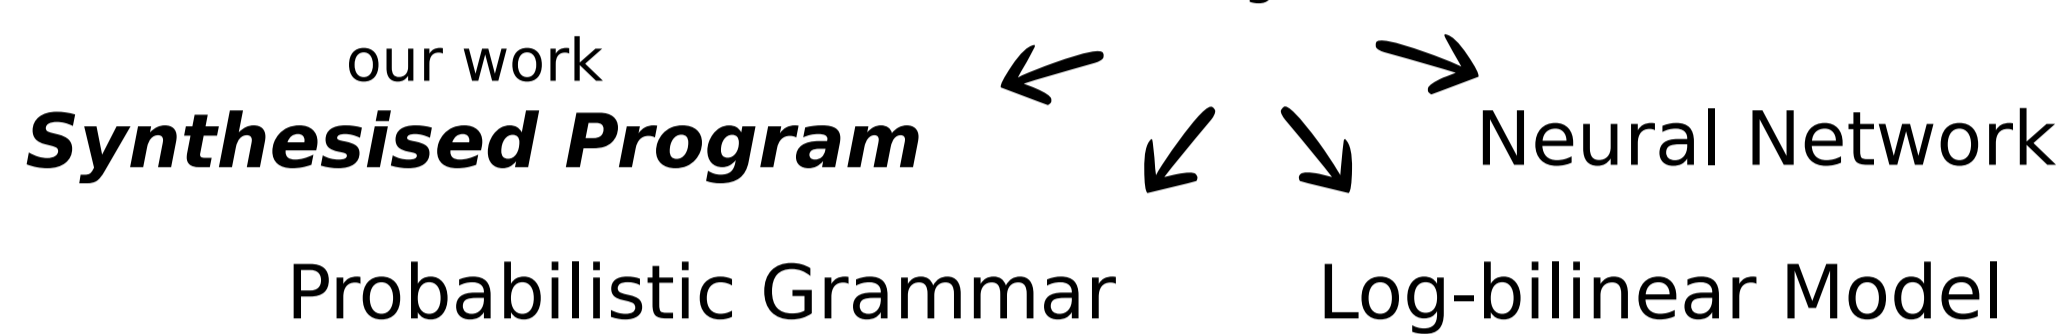 our work
Synthesised Program
Neural Network
Probabilistic Grammar
Log-bilinear Model